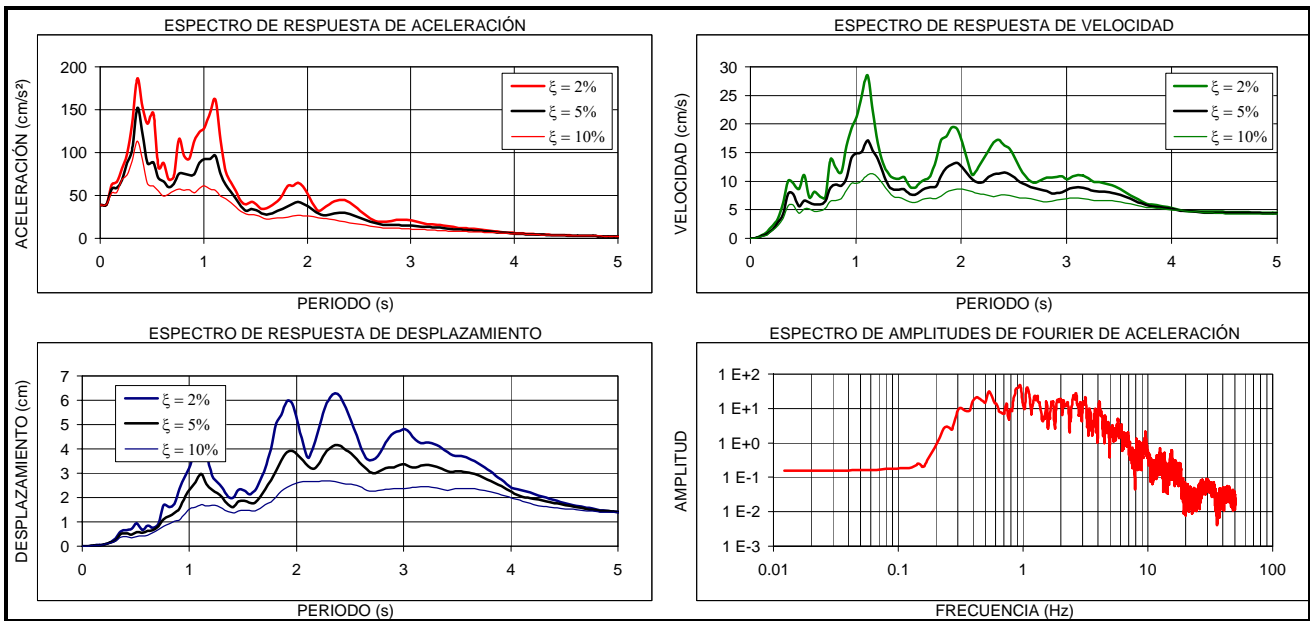 ESPECTRO DE RESPUESTA DE ACELERACIÓN
ACELERACIÓN (cm/s²)
200
150
100
50
0
0 1 2 3 4 5
PERIODO (s)
ξ = 2%
ξ = 5%
ξ = 10%
ESPECTRO DE RESPUESTA DE VELOCIDAD
VELOCIDAD (cm/s)
30
25
20
15
10
5
0
0 1 2 3 4 5
PERIODO (s)
ξ = 2%
ξ = 5%
ξ = 10%
ESPECTRO DE RESPUESTA DE DESPLAZAMIENTO
DESPLAZAMIENTO (cm)
7
6
5
4
3
2
1
0
0 1 2 3 4 5
PERIODO (s)
ξ = 2%
ξ = 5%
ξ = 10%
ESPECTRO DE AMPLITUDES DE FOURIER DE ACELERACIÓN
AMPLITUD
1 E+2
1 E+1
1 E+0
1 E-1
1 E-2
1 E-3
0.01 0.1 1 10 100
FRECUENCIA (Hz)